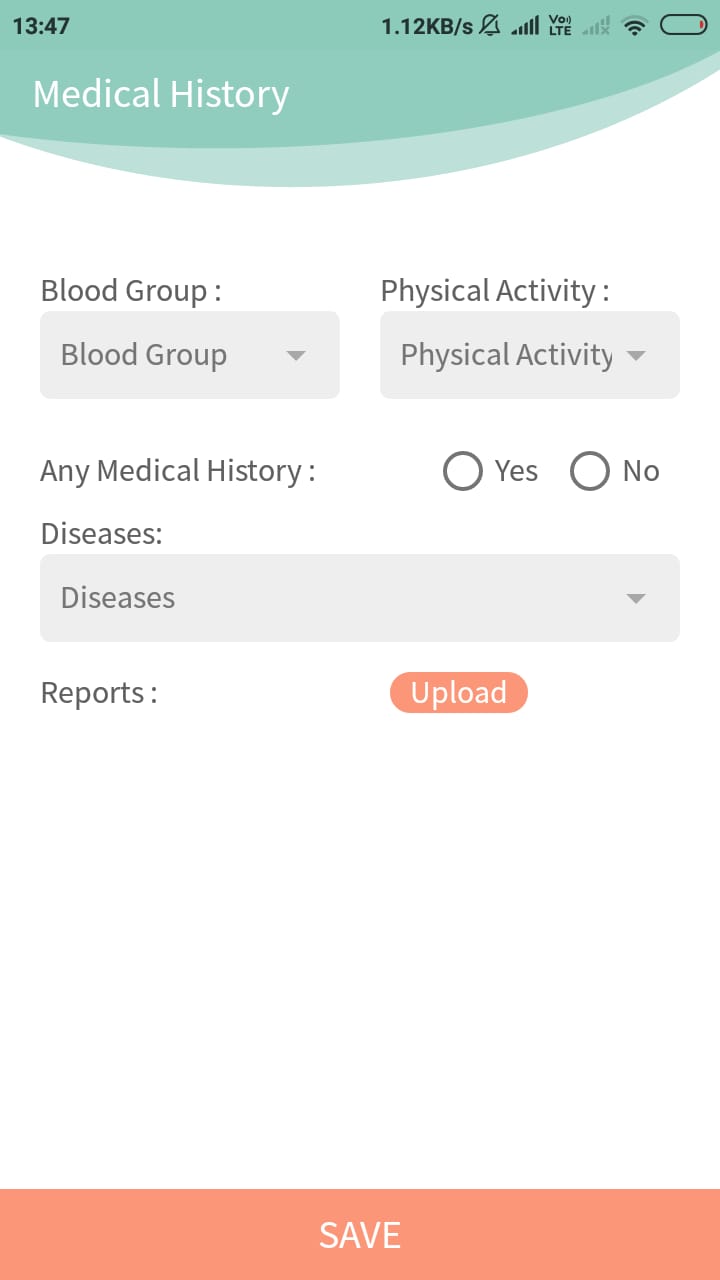 13:47 1.12KB/s Vo)) LTE
Medical History
Blood Group : Physical Activity :
Blood Group Physical Activity
Any Medical History : Yes No
Diseases:
Diseases
Reports : Upload
SAVE